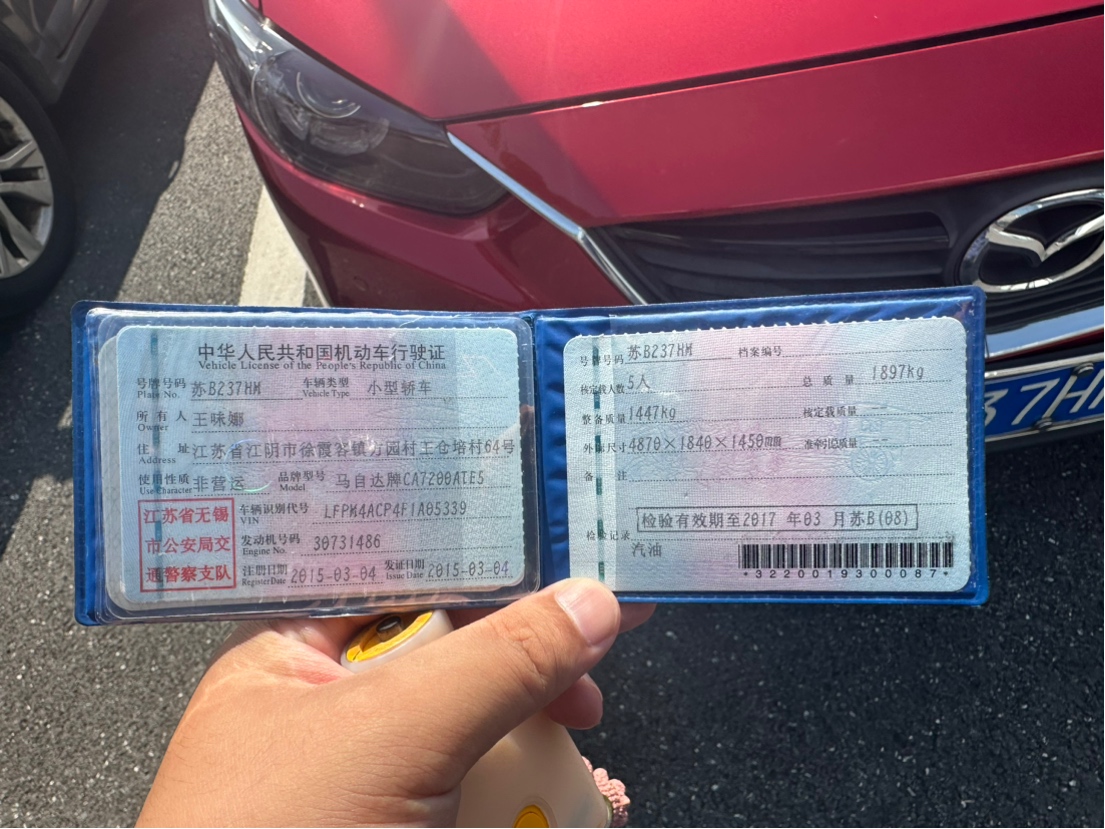 中华人民共和国机动车行驶证
Vehicle License of the People's Republic of China
号牌号码 苏B237HM 车辆类型 小型轿车
Plate No. Vehicle Type
所有人 王味娜
Owner
住址 江苏省江阴市徐霞客镇方园村王仓培村64号
Address
使用性质 非营运 品牌型号 马自达牌CA7200ATE5
Use Character Model
江苏省无锡
市公安局交
通警察支队
车辆识别代号 LFPM4ACP4F1A05339
VIN
发动机号码 30731486
Engine No.
注册日期 2015-03-04 发证日期 2015-03-04
Register Date Issue Date
号牌号码 苏B237HM 档案编号
核定载人数 5人 总质量 1897kg
整备质量 1447kg 核定载质量 --
外廓尺寸 4870×1840×1450 准牵引总质量 --
备注
检验有效期至2017 年03 月苏B(08)
检验记录
汽油
*3220019300087*
37H